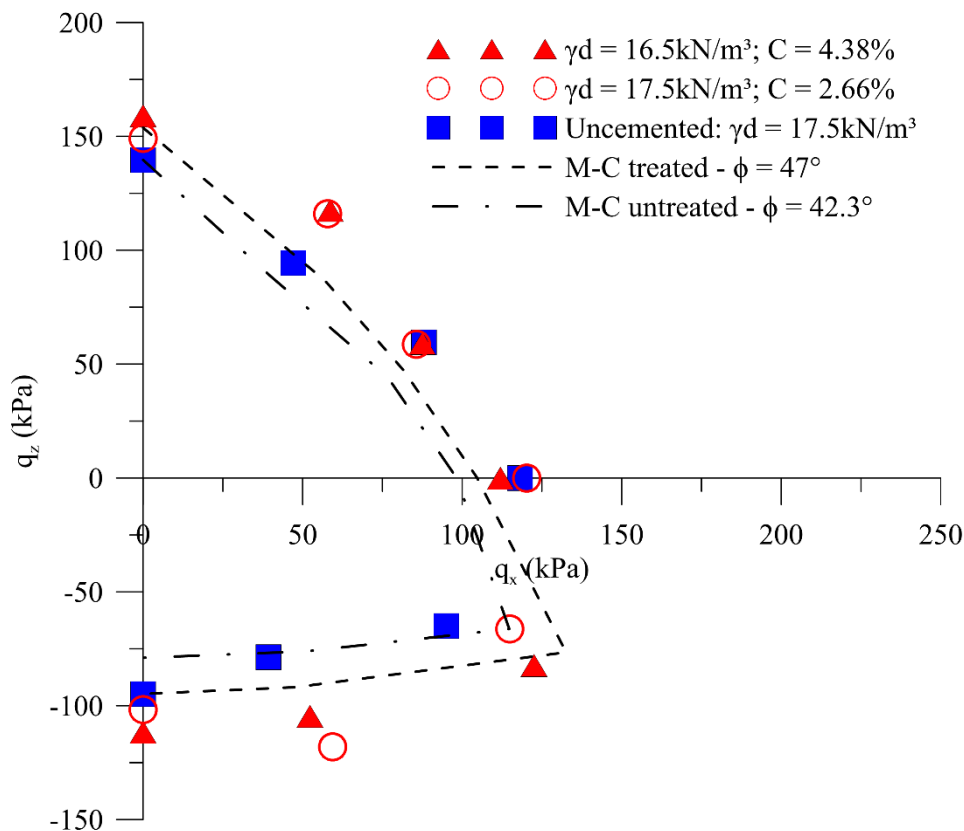 200
γd = 16.5kN/m³; C = 4.38%
γd = 17.5kN/m³; C = 2.66%
150
Uncemented: γd = 17.5kN/m³
M-C treated - ϕ = 47°
M-C untreated - ϕ = 42.3°
100
50
q_z (kPa)
0
0 50 100 150 200 250
q_x (kPa)
-50
-100
-150